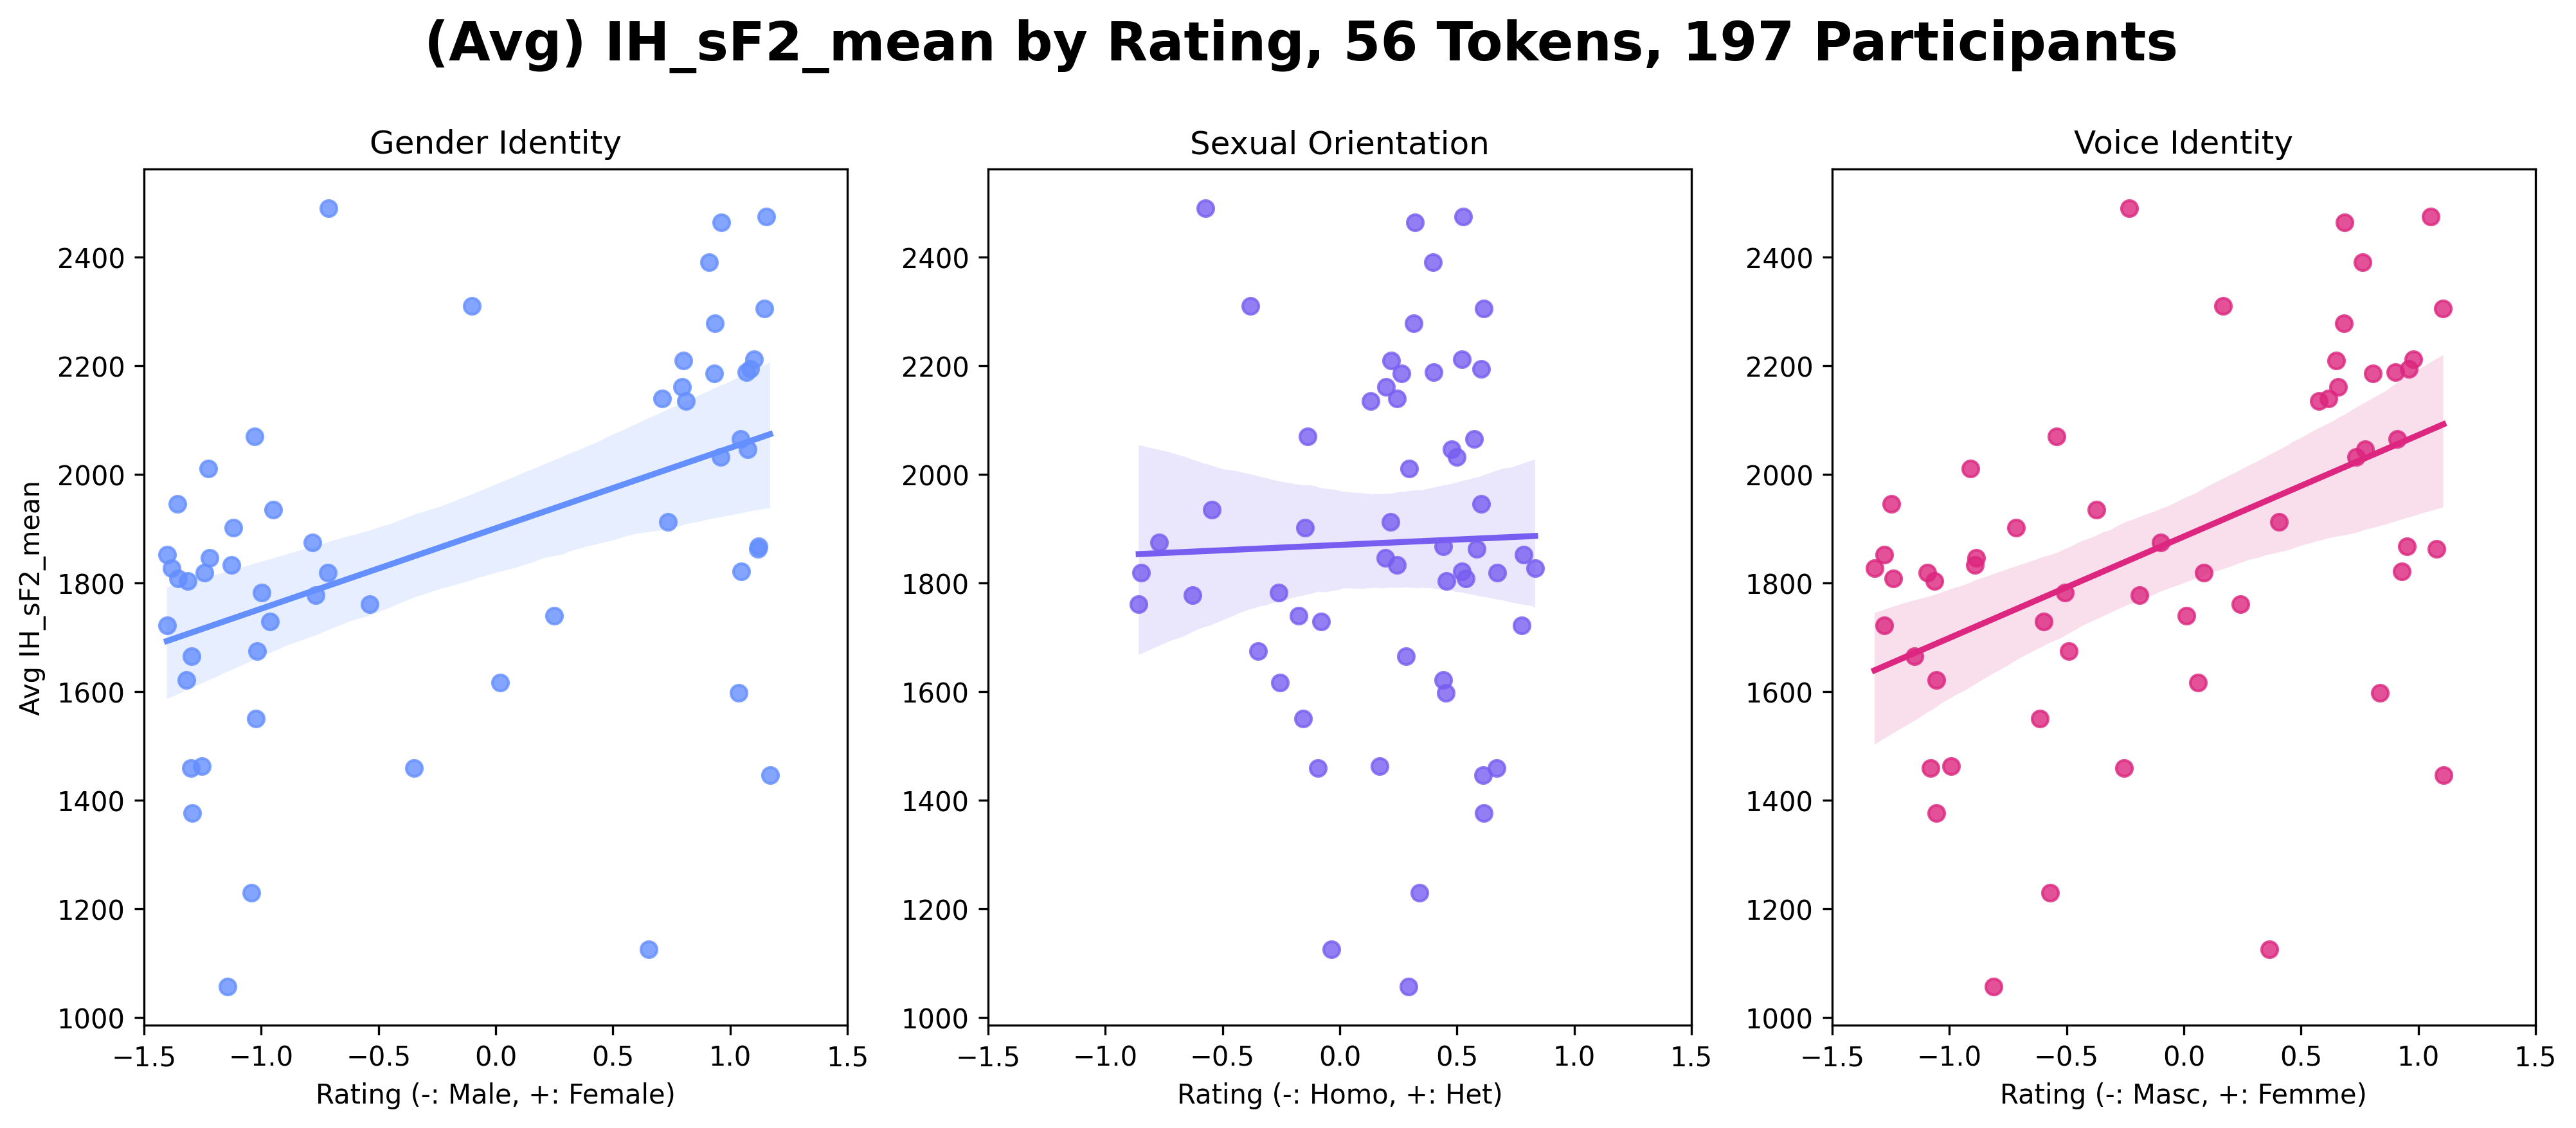 (Avg) IH_sF2_mean by Rating, 56 Tokens, 197 Participants
Gender Identity
Sexual Orientation
Voice Identity
Avg IH_sF2_mean
2400
2200
2000
1800
1600
1400
1200
1000
−1.5 −1.0 −0.5 0.0 0.5 1.0 1.5
Rating (-: Male, +: Female)
2400
2200
2000
1800
1600
1400
1200
1000
−1.5 −1.0 −0.5 0.0 0.5 1.0 1.5
Rating (-: Homo, +: Het)
2400
2200
2000
1800
1600
1400
1200
1000
−1.5 −1.0 −0.5 0.0 0.5 1.0 1.5
Rating (-: Masc, +: Femme)